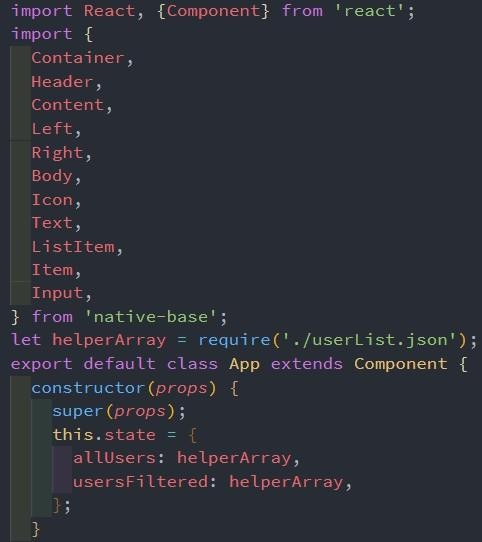 import React, {Component} from 'react';
import {
  Container,
  Header,
  Content,
  Left,
  Right,
  Body,
  Icon,
  Text,
  ListItem,
  Item,
  Input,
} from 'native-base';
let helperArray = require('./userList.json');
export default class App extends Component {
  constructor(props) {
    super(props);
    this.state = {
      allUsers: helperArray,
      usersFiltered: helperArray,
    };
  }